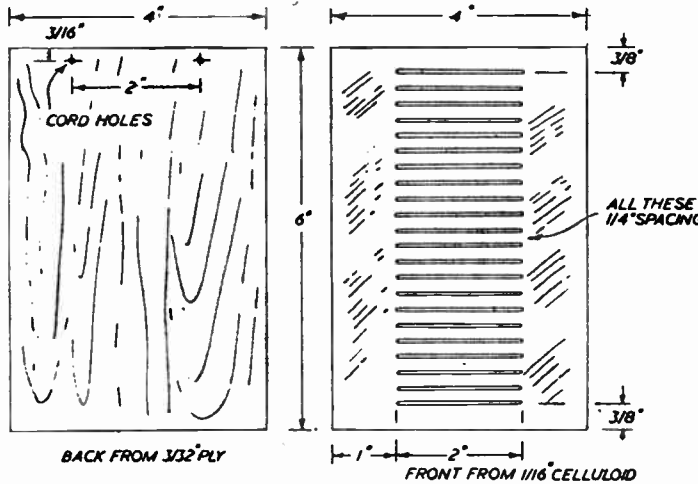 4"
3/16"
2"
CORD HOLES
BACK FROM 3/32" PLY
6"
4"
3/8"
ALL THESE
1/4" SPACING
3/8"
1"
2"
FRONT FROM 1/16" CELLULOID